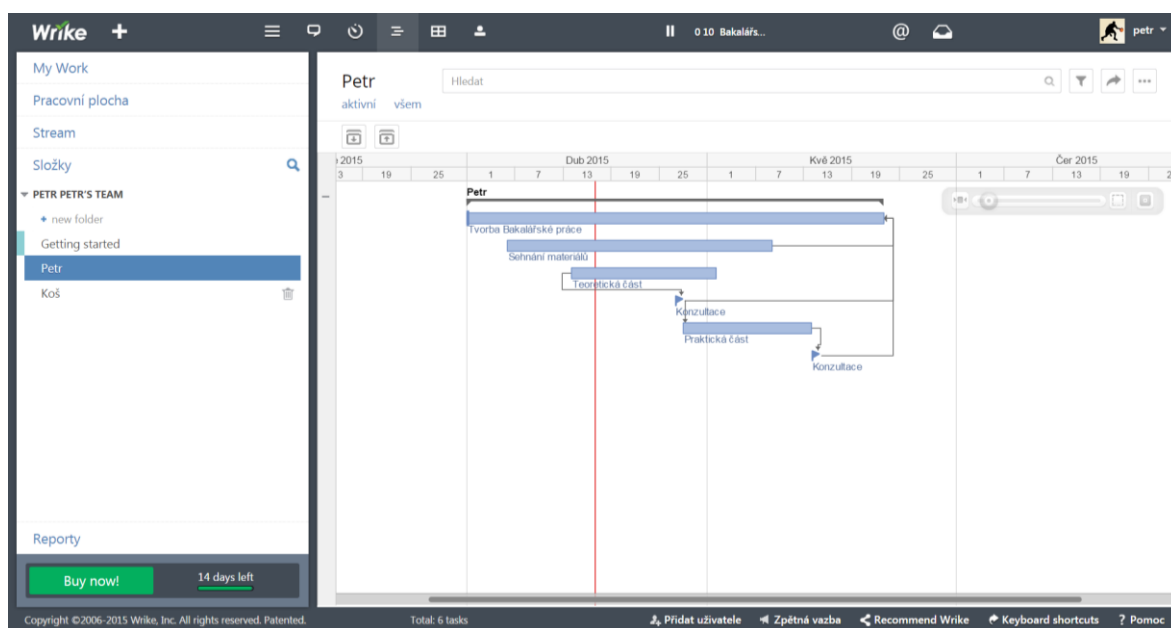 Wrike
0 10 Bakalářs...
@
petr
My Work
Pracovní plocha
Stream
Složky
PETR PETR'S TEAM
+ new folder
Getting started
Petr
Koš
Reporty
Buy now!
14 days left
Petr
Hledat
aktivní všem
2015 Dub 2015 Kvě 2015 Čer 2015
3 19 25 1 7 13 19 25 1 7 13 19 25 1 7 13 19 2
Petr
Tvorba Bakalářské práce
Sehnání materiálů
Teoretická část
Konzultace
Praktická část
Konzultace
Copyright ©2006-2015 Wrike, Inc. All rights reserved. Patented. Total: 6 tasks Přidat uživatele Zpětná vazba Recommend Wrike Keyboard shortcuts ? Pomoc